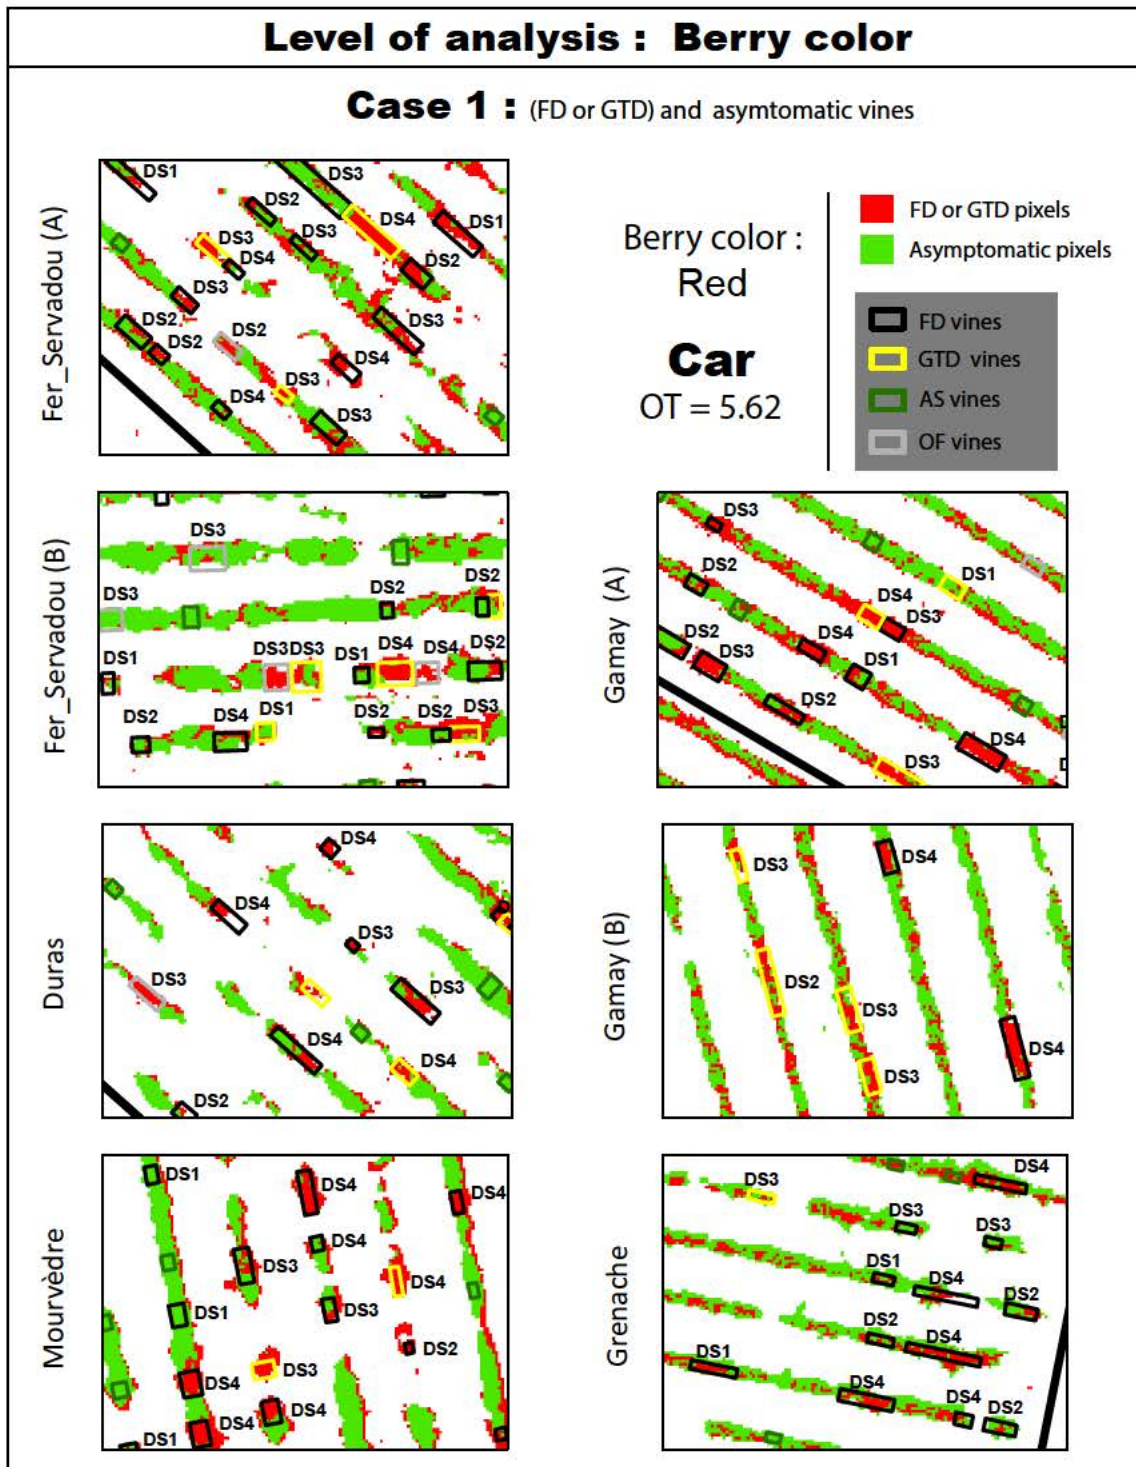 Level of analysis : Berry color
Case 1 : (FD or GTD) and asymtomatic vines
Fer_Servadou (A)
DS1
DS3
DS2
DS4
DS1
DS3
DS3
DS4
DS2
DS3
DS3
DS2
DS2
DS2
DS4
DS3
DS4
DS3
Berry color :
Red
Car
OT = 5.62
FD or GTD pixels
Asymptomatic pixels
FD vines
GTD vines
AS vines
OF vines
Fer_Servadou (B)
DS3
DS3
DS2
DS2
DS1
DS3
DS3
DS1
DS4
DS4
DS2
DS2
DS4
DS1
DS2
DS2
DS3
Gamay (A)
DS3
DS2
DS1
DS4
DS3
DS2
DS3
DS4
DS1
DS2
DS4
DS3
Duras
DS4
DS4
DS3
DS3
DS3
DS4
DS4
DS2
Gamay (B)
DS3
DS4
DS2
DS3
DS4
DS3
Mourvèdre
DS1
DS4
DS4
DS4
DS3
DS4
DS1
DS3
DS2
DS3
DS4
DS4
DS4
DS1
Grenache
DS4
DS3
DS3
DS3
DS1
DS4
DS2
DS2
DS4
DS1
DS4
DS4
DS2